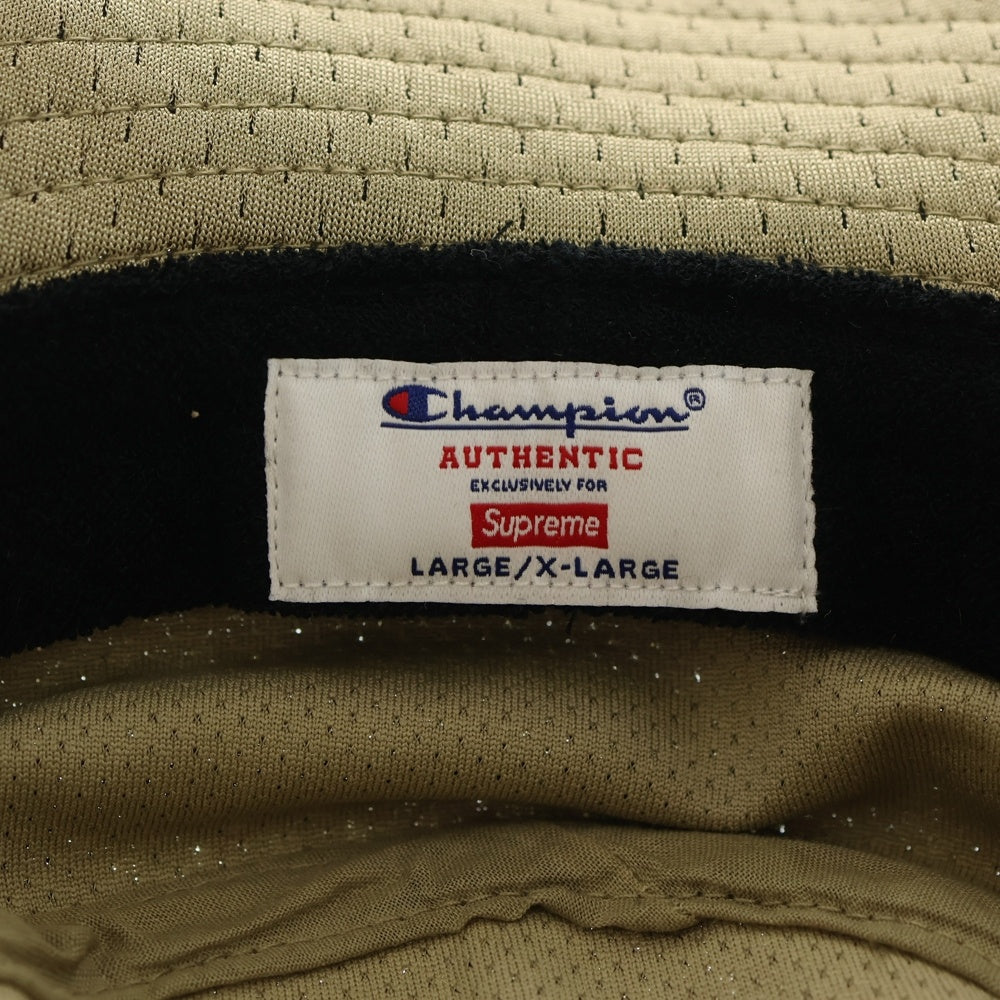 Champion®
AUTHENTIC
EXCLUSIVELY FOR
Supreme
LARGE/X-LARGE